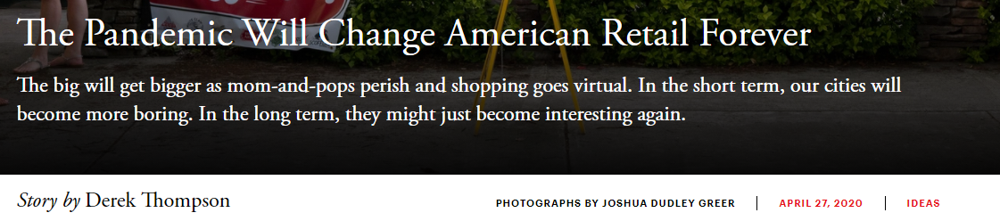 The Pandemic Will Change American Retail Forever
The big will get bigger as mom-and-pops perish and shopping goes virtual. In the short term, our cities will
become more boring. In the long term, they might just become interesting again.
Story by Derek Thompson
PHOTOGRAPHS BY JOSHUA DUDLEY GREER | APRIL 27, 2020 | IDEAS